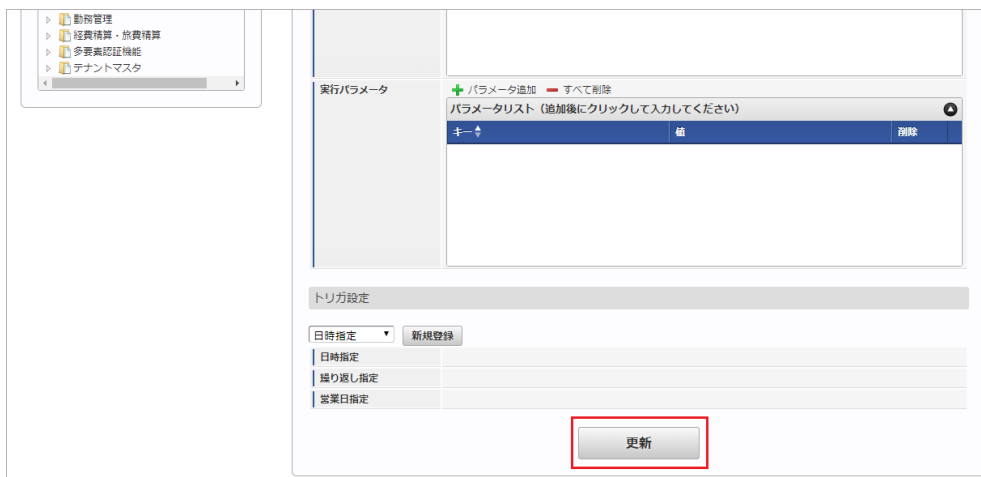 勤務管理
経費精算・旅費精算
多要素認証機能
テナントマスタ
実行パラメータ
パラメータ追加 すべて削除
パラメータリスト（追加後にクリックして入力してください）
キー 値 削除
トリガ設定
日時指定 新規登録
日時指定
繰り返し指定
営業日指定
更新